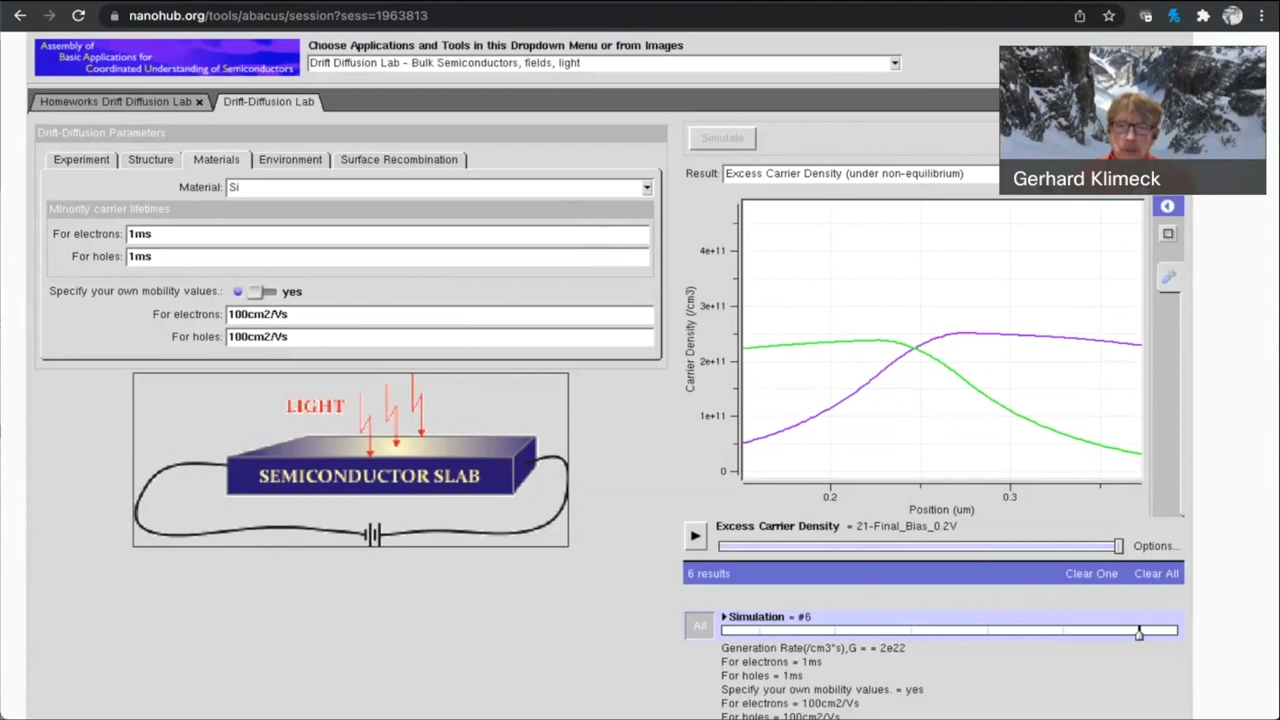 nanohub.org/tools/abacus/session?sess=1963813
Assembly of
Basic Applications for
Coordinated Understanding of Semiconductors
Choose Applications and Tools in this Dropdown Menu or from Images
Drift Diffusion Lab - Bulk Semiconductors, fields, light
Homeworks Drift Diffusion Lab
Drift-Diffusion Lab
Drift-Diffusion Parameters
Experiment
Structure
Materials
Environment
Surface Recombination
Material: Si
Minority carrier lifetimes
For electrons: 1ms
For holes: 1ms
Specify your own mobility values.: yes
For electrons: 100cm2/Vs
For holes: 100cm2/Vs
LIGHT
SEMICONDUCTOR SLAB
Simulate
Result: Excess Carrier Density (under non-equilibrium)
Gerhard Klimeck
Carrier Density (/cm3)
4e+11
3e+11
2e+11
1e+11
0
0.2
0.3
Position (um)
Excess Carrier Density = 21-Final_Bias_0.2V
Options...
6 results
Clear One
Clear All
All
Simulation = #6
Generation Rate(/cm3*s),G = = 2e22
For electrons = 1ms
For holes = 1ms
Specify your own mobility values. = yes
For electrons = 100cm2/Vs
For holes = 100cm2/Vs